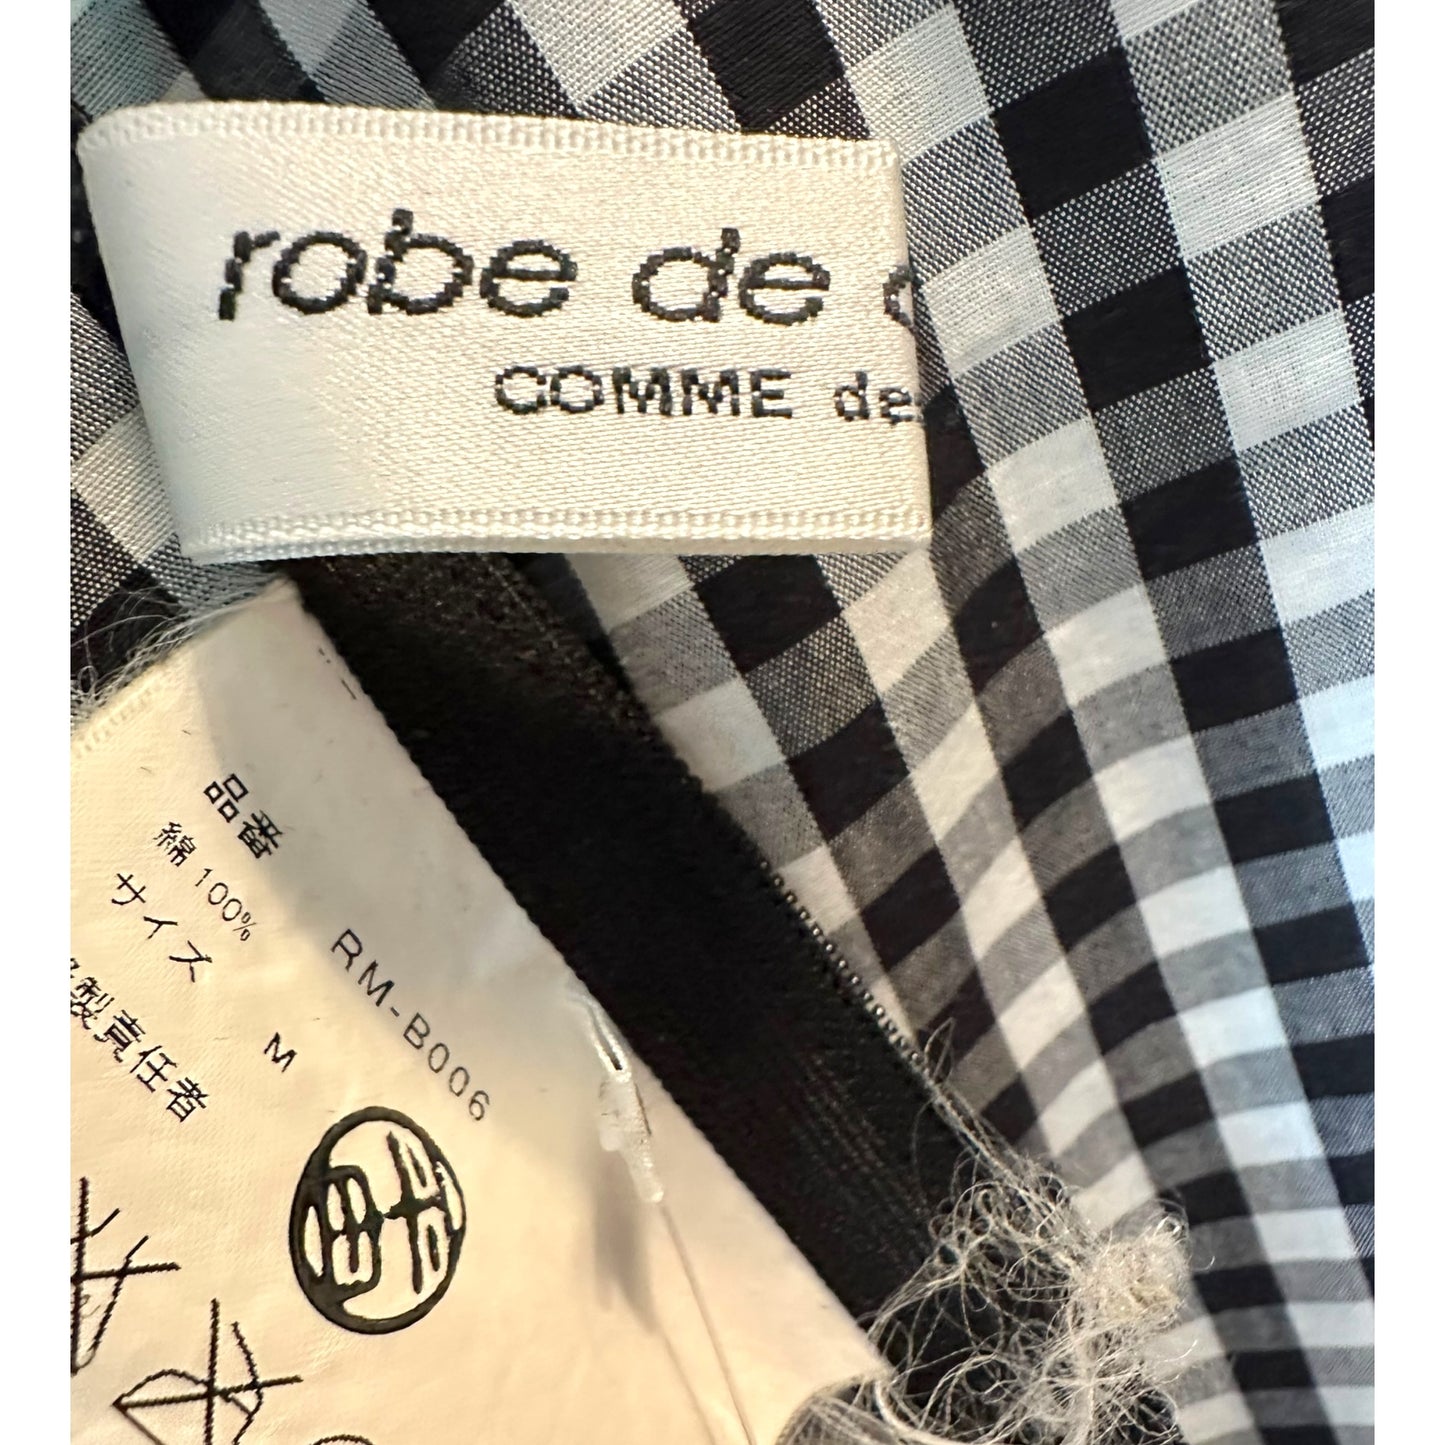 robe de
COMME de
品番
RM-B006
綿 100%
サイズ M
製責任者